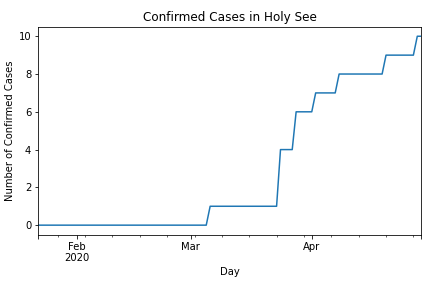 Confirmed Cases in Holy See
Number of Confirmed Cases
10
8
6
4
2
0
Feb Mar Apr
2020
Day